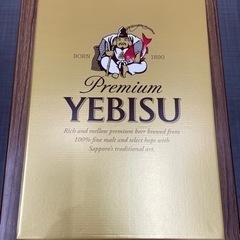 BORN 1890
Premium
YEBISU
Rich and mellow premium beer brewed from
100% fine malt and select hops with
Sapporo's traditional art.